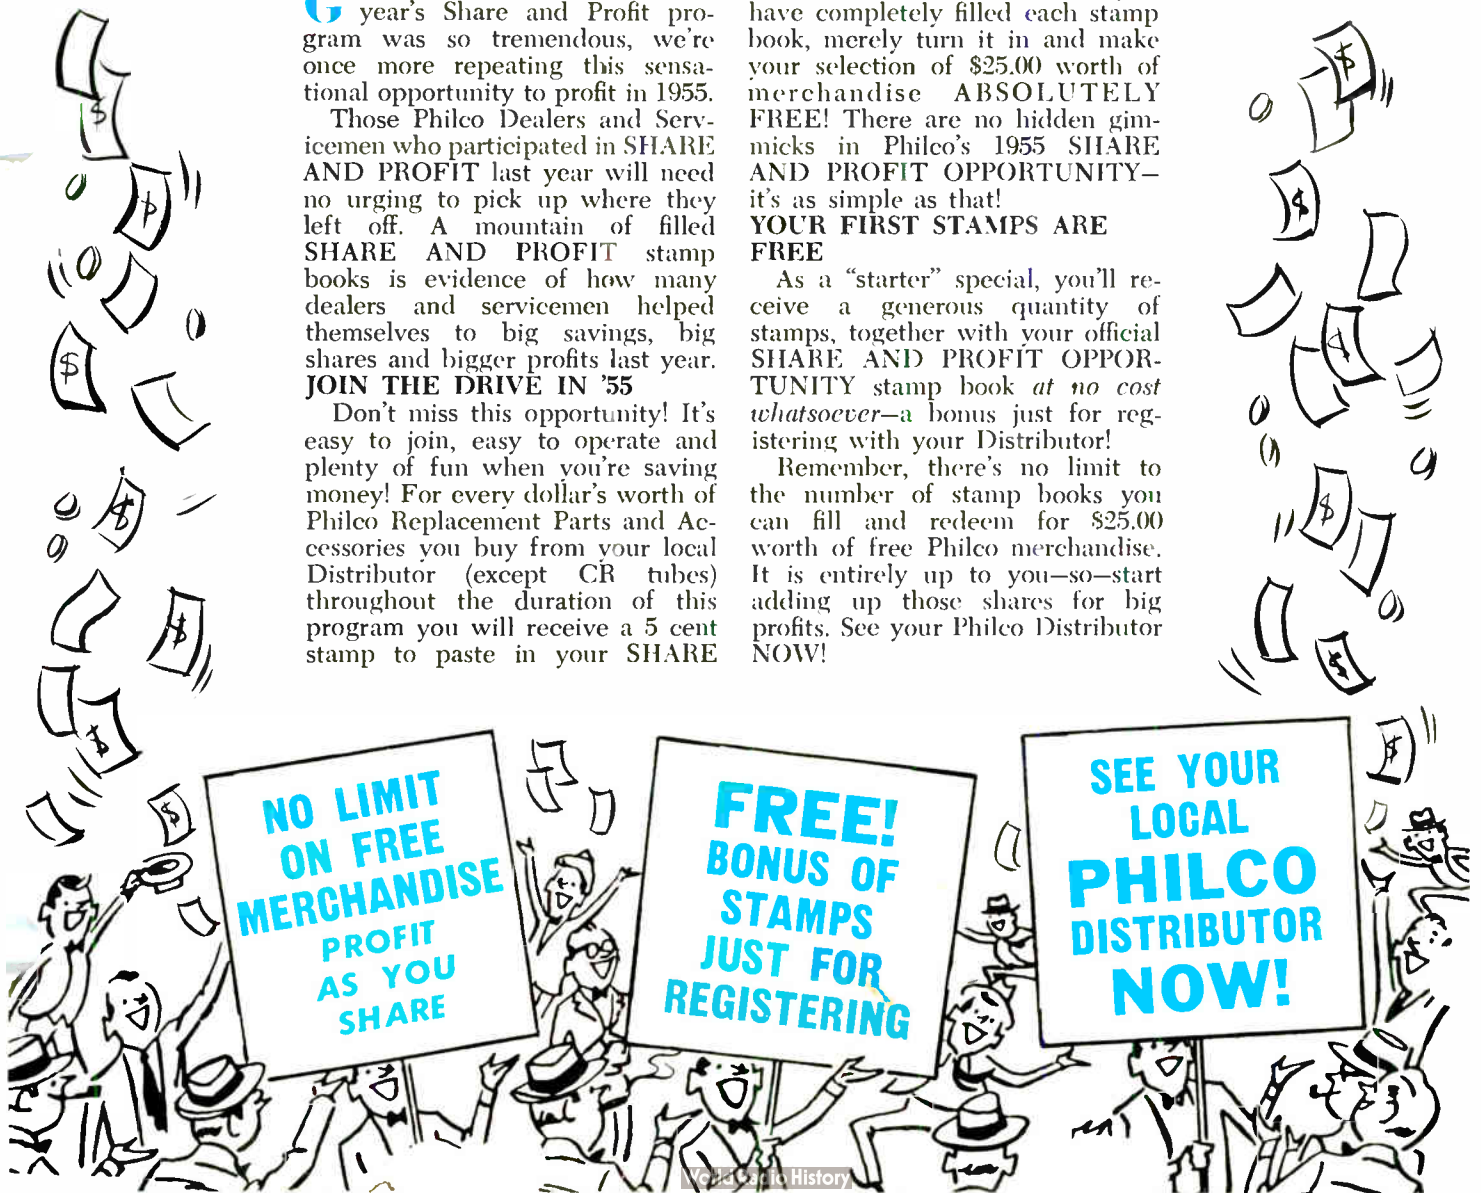 year's Share and Profit pro-
gram was so tremendous, we're
once more repeating this sensa-
tional opportunity to profit in 1955.
Those Philco Dealers and Serv-
icemen who participated in SHARE
AND PROFIT last year will need
no urging to pick up where they
left off. A mountain of filled
SHARE AND PROFIT stamp
books is evidence of how many
dealers and servicemen helped
themselves to big savings, big
shares and bigger profits last year.
JOIN THE DRIVE IN '55
Don't miss this opportunity! It's
easy to join, easy to operate and
plenty of fun when you're saving
money! For every dollar's worth of
Philco Replacement Parts and Ac-
cessories you buy from your local
Distributor (except CR tubes)
throughout the duration of this
program you will receive a 5 cent
stamp to paste in your SHARE
have completely filled each stamp
book, merely turn it in and make
your selection of $25.00 worth of
merchandise ABSOLUTELY
FREE! There are no hidden gim-
micks in Philco's 1955 SHARE
AND PROFIT OPPORTUNITY—
it's as simple as that!
YOUR FIRST STAMPS ARE
FREE
As a "starter" special, you'll re-
ceive a generous quantity of
stamps, together with your official
SHARE AND PROFIT OPPOR-
TUNITY stamp book at no cost
whatsoever—a bonus just for reg-
istering with your Distributor!
Remember, there's no limit to
the number of stamp books you
can fill and redeem for $25.00
worth of free Philco merchandise.
It is entirely up to you—so—start
adding up those shares for big
profits. See your Philco Distributor
NOW!
NO LIMIT
ON FREE
MERCHANDISE
PROFIT
AS YOU
SHARE
FREE!
BONUS OF
STAMPS
JUST FOR
REGISTERING
SEE YOUR
LOCAL
PHILCO
DISTRIBUTOR
NOW!
World Radio History